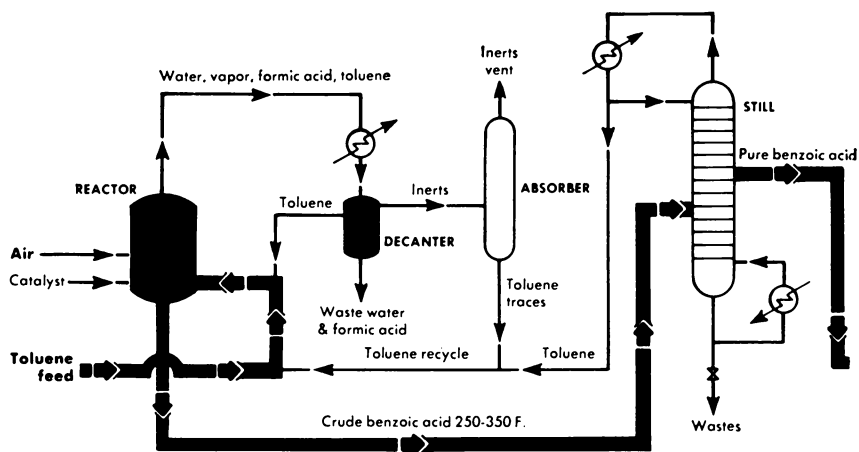 Inerts
vent
Water, vapor, formic acid, toluene
STILL
Pure benzoic acid
REACTOR
Toluene
Inerts
ABSORBER
DECANTER
Air
Catalyst
Toluene
traces
Waste water
& formic acid
Toluene
feed
Toluene recycle
Toluene
Crude benzoic acid 250-350 F.
Wastes